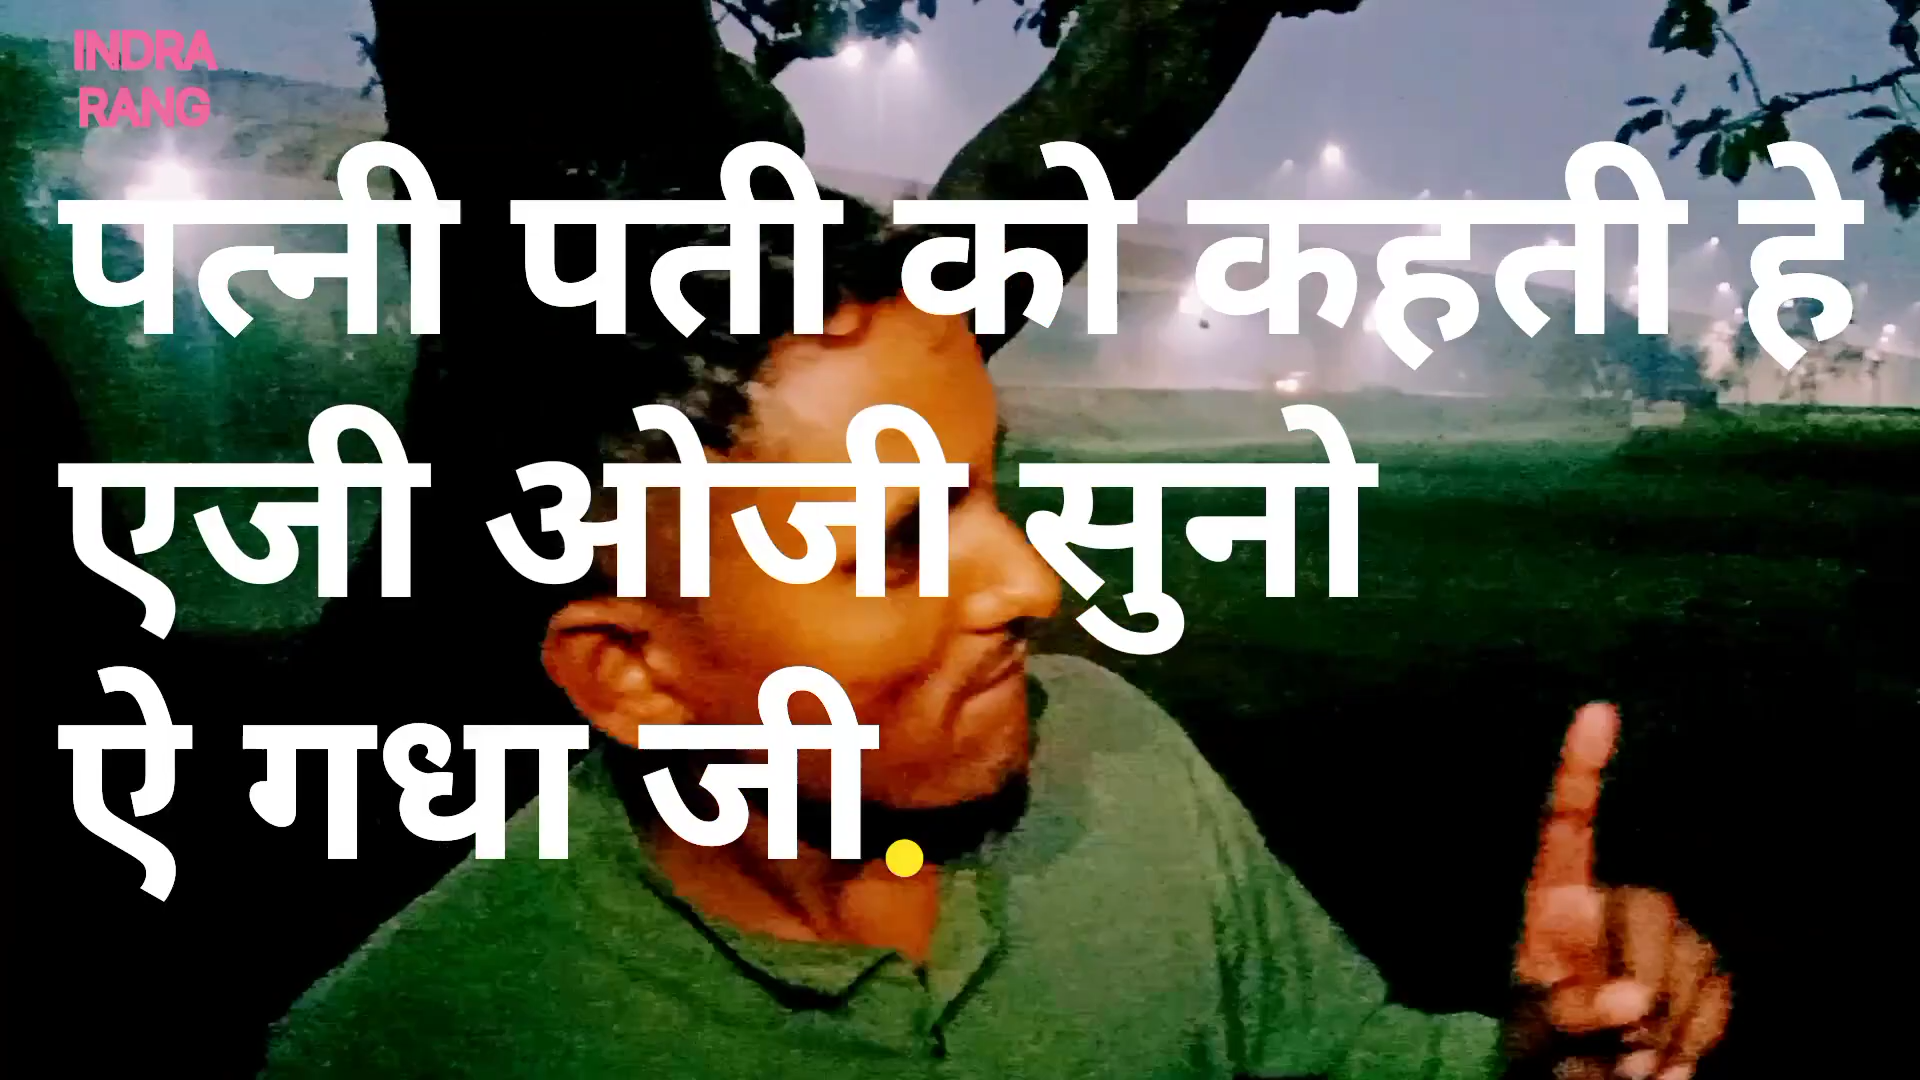 INDRA
RANG
पत्नी पती को कहती हे
एजी ओजी सुनो
ऐ गधा जी.